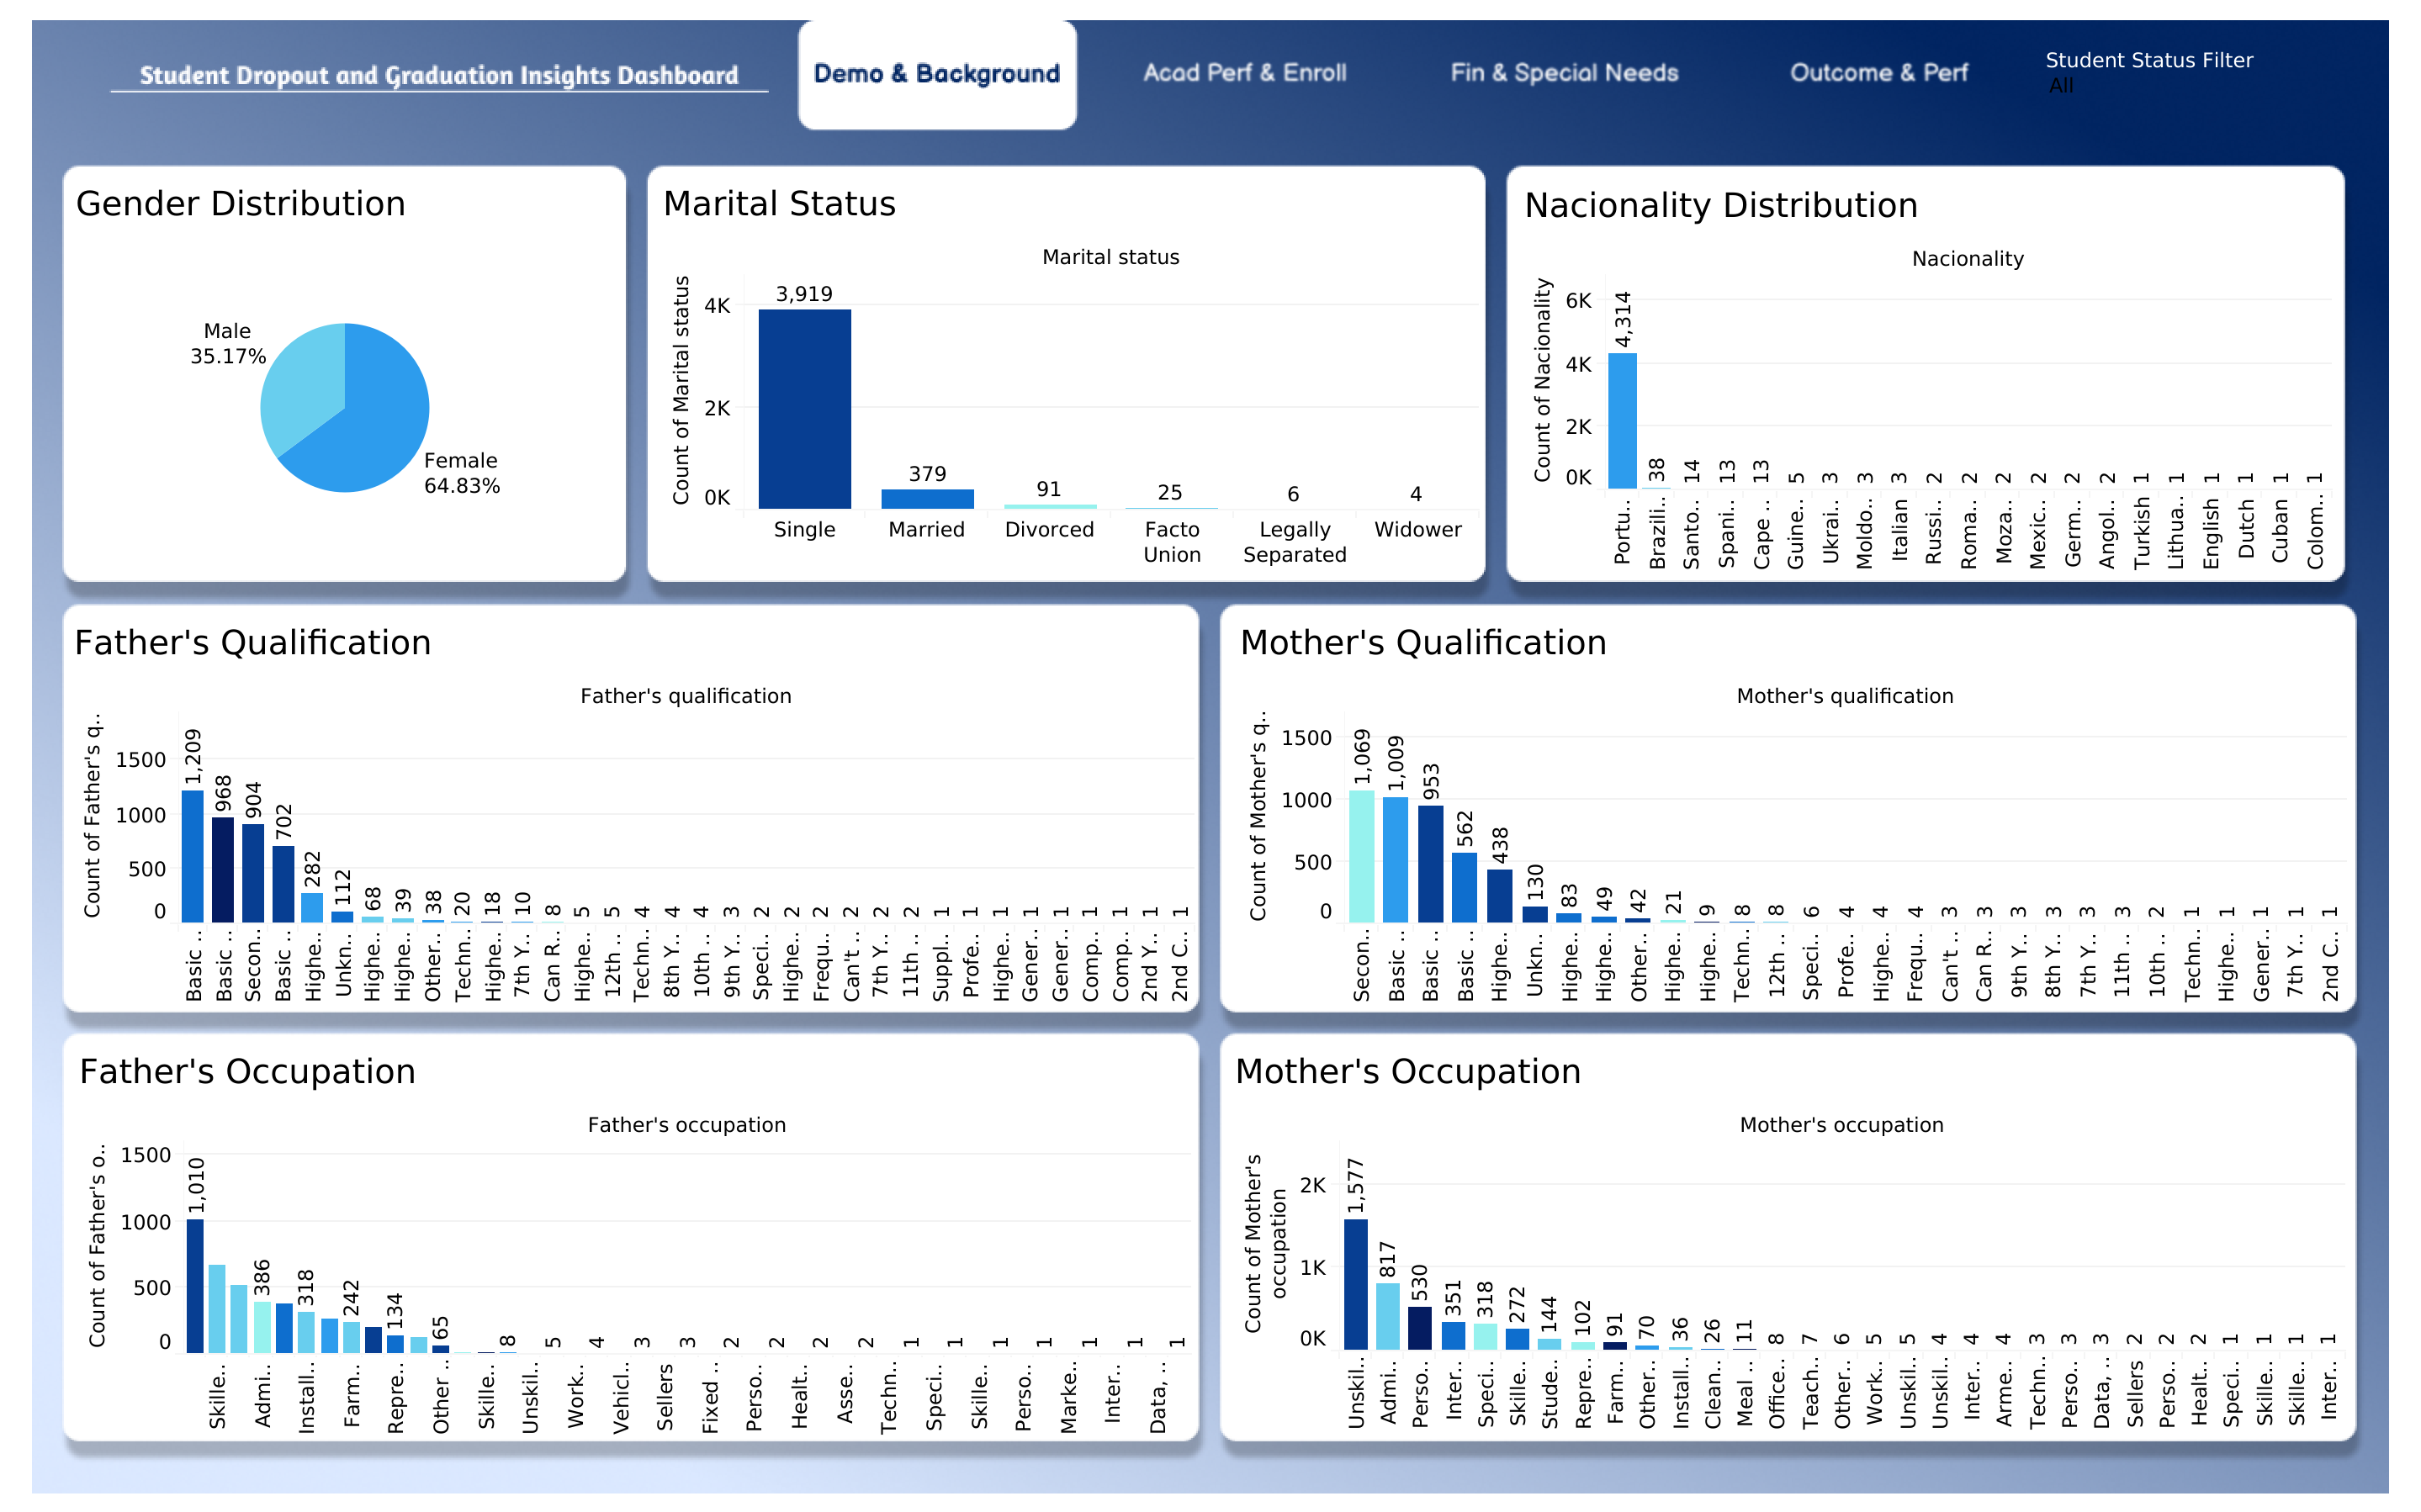 Student Dropout and Graduation Insights Dashboard
Demo & Background
Acad Perf & Enroll
Fin & Special Needs
Outcome & Perf
Student Status Filter
All
Gender Distribution
Male
35.17%
Female
64.83%
Marital Status
Marital status
Count of Marital status
4K
2K
0K
3,919
379
91
25
6
4
Single
Married
Divorced
Facto
Union
Legally
Separated
Widower
Nacionality Distribution
Nacionality
Count of Nacionality
6K
4K
2K
0K
4,314
38
14
13
13
5
3
3
3
2
2
2
2
2
2
1
1
1
1
1
1
Portu..
Brazili..
Santo..
Spani..
Cape ..
Guine..
Ukrai..
Moldo..
Italian
Russi..
Roma..
Moza..
Mexic..
Germ..
Angol..
Turkish
Lithua..
English
Dutch
Cuban
Colom..
Father's Qualification
Father's qualification
Count of Father's q..
1500
1000
500
0
1,209
968
904
702
282
112
68
39
38
20
18
10
8
5
5
4
4
4
3
2
2
2
2
2
2
1
1
1
1
1
1
1
1
1
Basic ..
Basic ..
Secon..
Basic ..
Highe..
Unkn..
Highe..
Highe..
Other..
Techn..
Highe..
7th Y..
Can R..
Highe..
12th ..
Techn..
8th Y..
10th ..
9th Y..
Speci..
Highe..
Frequ..
Can't ..
7th Y..
11th ..
Suppl..
Profe..
Highe..
Gener..
Gener..
Comp..
Comp..
2nd Y..
2nd C..
Mother's Qualification
Mother's qualification
Count of Mother's q..
1500
1000
500
0
1,069
1,009
953
562
438
130
83
49
42
21
9
8
8
6
4
4
4
3
3
3
3
3
3
2
1
1
1
1
1
Secon..
Basic ..
Basic ..
Basic ..
Highe..
Unkn..
Highe..
Highe..
Other..
Highe..
Highe..
Techn..
12th ..
Speci..
Profe..
Highe..
Frequ..
Can't ..
Can R..
9th Y..
8th Y..
7th Y..
11th ..
10th ..
Techn..
Highe..
Gener..
7th Y..
2nd C..
Father's Occupation
Father's occupation
Count of Father's o..
1500
1000
500
0
1,010
386
318
242
134
65
8
5
4
3
3
2
2
2
2
1
1
1
1
1
1
1
Skille..
Admi..
Install..
Farm..
Repre..
Other ..
Skille..
Unskil..
Work..
Vehicl..
Sellers
Fixed ..
Perso..
Healt..
Asse..
Techn..
Speci..
Skille..
Perso..
Marke..
Inter..
Data, ..
Mother's Occupation
Mother's occupation
Count of Mother's
occupation
2K
1K
0K
1,577
817
530
351
318
272
144
102
91
70
36
26
11
8
7
6
5
5
4
4
4
3
3
3
2
2
2
1
1
1
1
Unskil..
Admi..
Perso..
Inter..
Speci..
Skille..
Stude..
Repre..
Farm..
Other..
Install..
Clean..
Meal ..
Office..
Teach..
Other..
Work..
Unskil..
Unskil..
Inter..
Arme..
Techn..
Perso..
Data, ..
Sellers
Perso..
Healt..
Speci..
Skille..
Skille..
Inter..